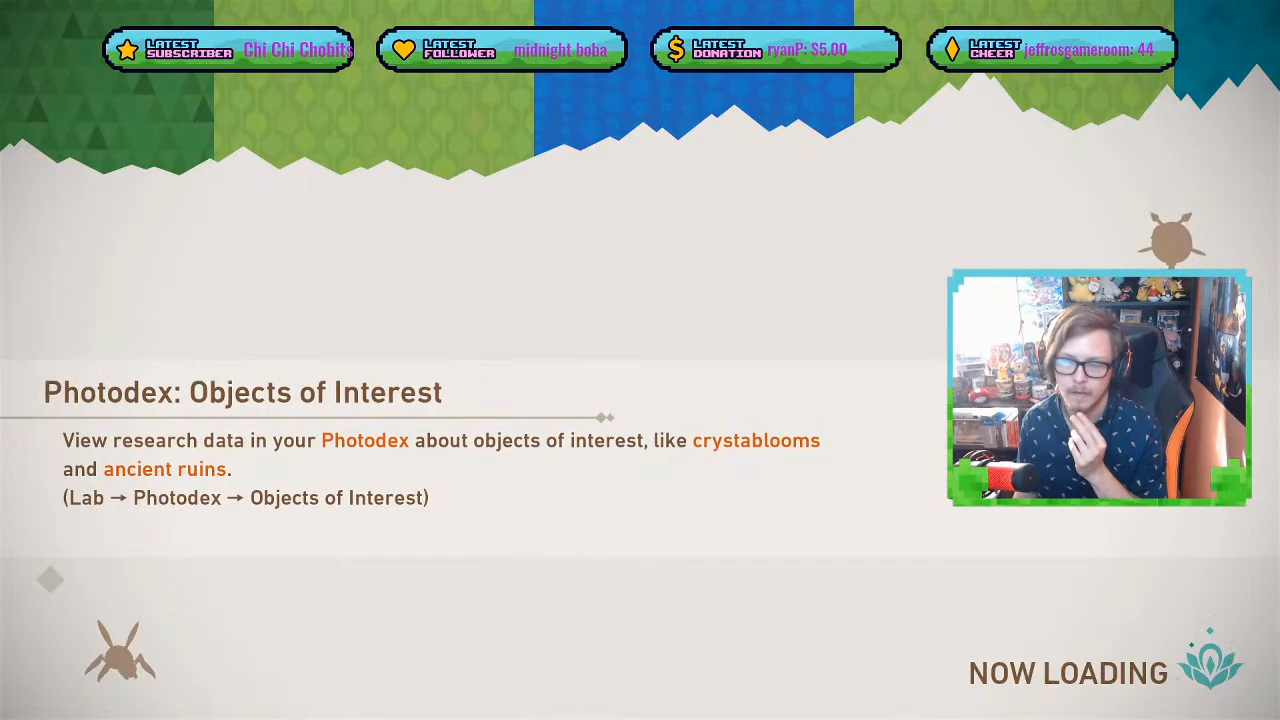 LATEST SUBSCRIBER Chi Chi Chobits
LATEST FOLLOWER midnight boba
LATEST DONATION ryanP: $5.00
LATEST CHEER jeffrosgameroom: 44
Photodex: Objects of Interest
View research data in your Photodex about objects of interest, like crystablooms
and ancient ruins.
(Lab → Photodex → Objects of Interest)
NOW LOADING